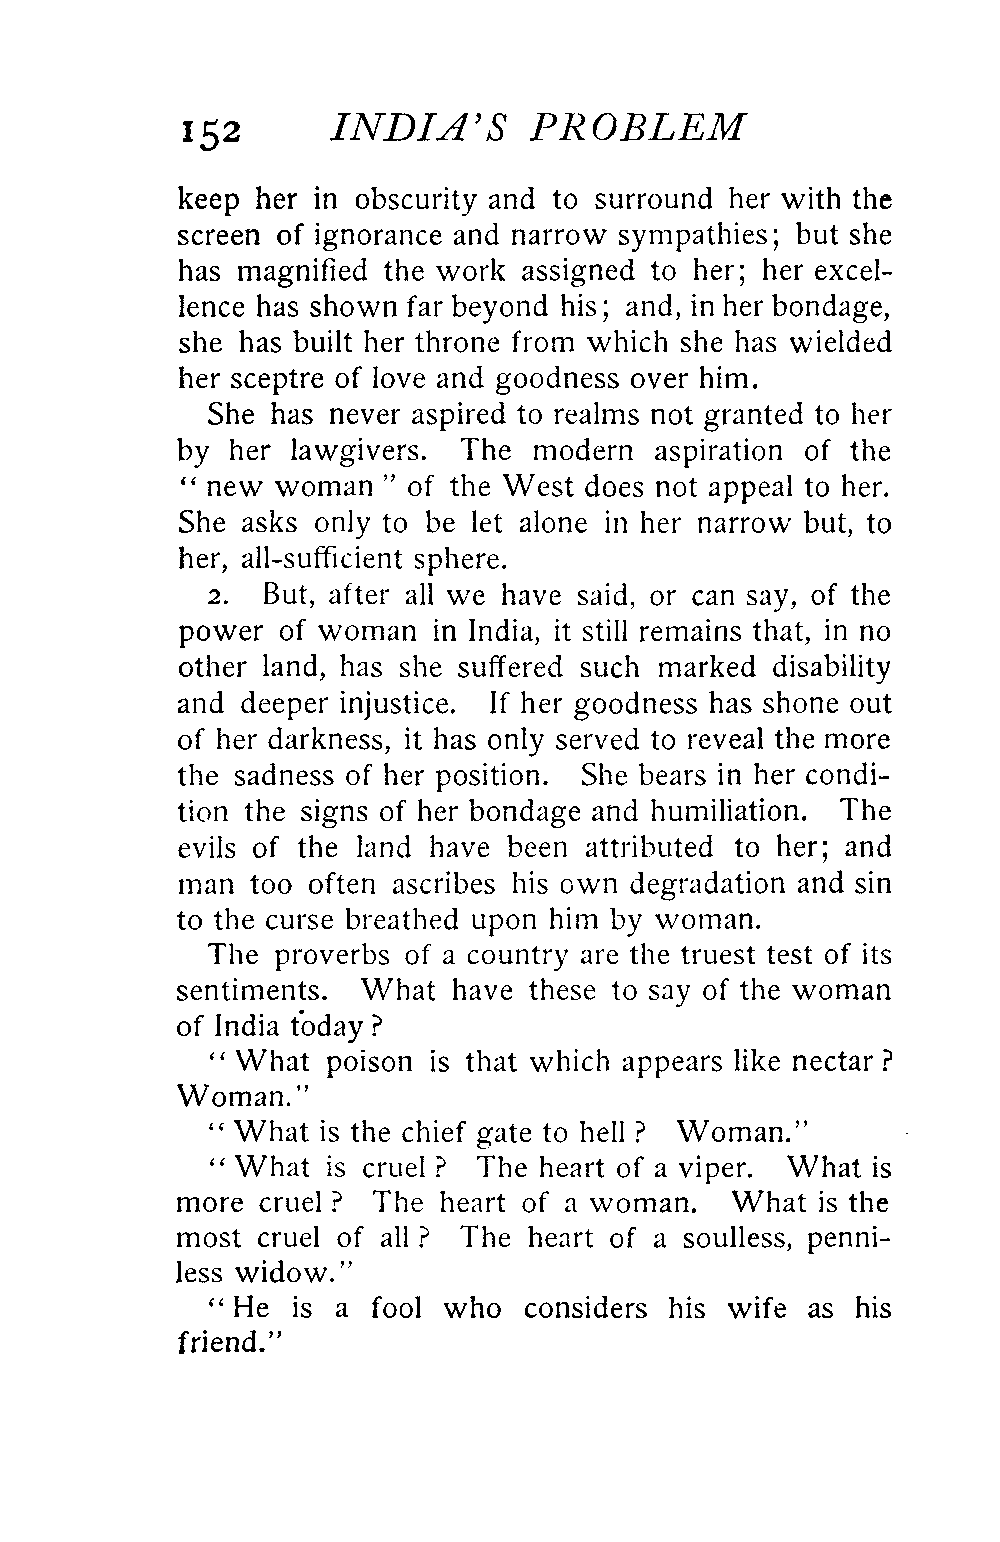 152 INDIA'S PROBLEM
keep her in obscurity and to surround her with the
screen of ignorance and narrow sympathies; but she
has magnified the work assigned to her; her excel-
lence has shown far beyond his; and, in her bondage,
she has built her throne from which she has wielded
her sceptre of love and goodness over him.
She has never aspired to realms not granted to her
by her lawgivers. The modern aspiration of the
“ new woman ” of the West does not appeal to her.
She asks only to be let alone in her narrow but, to
her, all-sufficient sphere.
2. But, after all we have said, or can say, of the
power of woman in India, it still remains that, in no
other land, has she suffered such marked disability
and deeper injustice. If her goodness has shone out
of her darkness, it has only served to reveal the more
the sadness of her position. She bears in her condi-
tion the signs of her bondage and humiliation. The
evils of the land have been attributed to her; and
man too often ascribes his own degradation and sin
to the curse breathed upon him by woman.
The proverbs of a country are the truest test of its
sentiments. What have these to say of the woman
of India today ?
“ What poison is that which appears like nectar ?
Woman.”
“ What is the chief gate to hell ? Woman.”
“ What is cruel ? The heart of a viper. What is
more cruel ? The heart of a woman. What is the
most cruel of all ? The heart of a soulless, penni-
less widow.”
“ He is a fool who considers his wife as his
friend.”